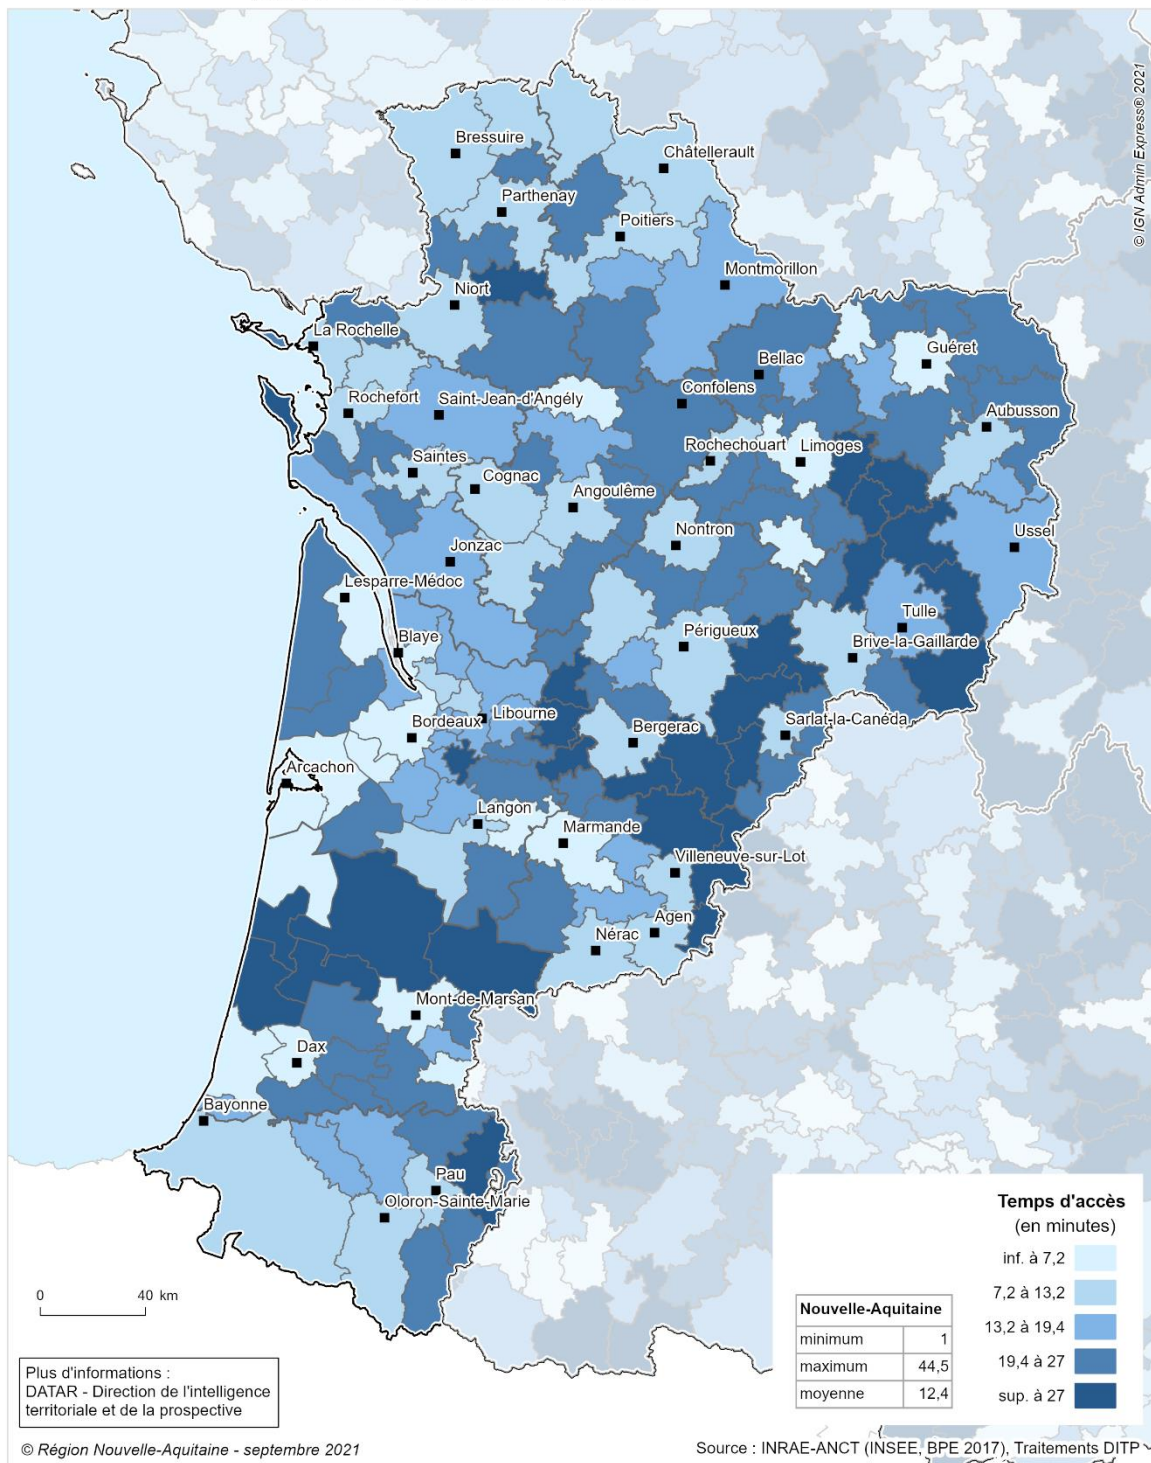 © IGN Admin Express® 2021
Bressuire
Châtellerault
Parthenay
Poitiers
Montmorillon
Niort
La Rochelle
Guéret
Bellac
Confolens
Rochefort
Saint-Jean-d'Angély
Aubusson
Rochechouart
Limoges
Saintes
Cognac
Angoulême
Nontron
Ussel
Jonzac
Lesparre-Médoc
Tulle
Périgueux
Blaye
Brive-la-Gaillarde
Libourne
Sarlat-la-Canéda
Bordeaux
Bergerac
Arcachon
Langon
Marmande
Villeneuve-sur-Lot
Agen
Nérac
Mont-de-Marsan
Dax
Bayonne
Pau
Oloron-Sainte-Marie
Temps d'accès
(en minutes)
inf. à 7,2
7,2 à 13,2
13,2 à 19,4
19,4 à 27
sup. à 27
Nouvelle-Aquitaine
minimum 1
maximum 44,5
moyenne 12,4
0 40 km
Plus d'informations :
DATAR - Direction de l'intelligence
territoriale et de la prospective
© Région Nouvelle-Aquitaine - septembre 2021
Source : INRAE-ANCT (INSEE, BPE 2017), Traitements DITP